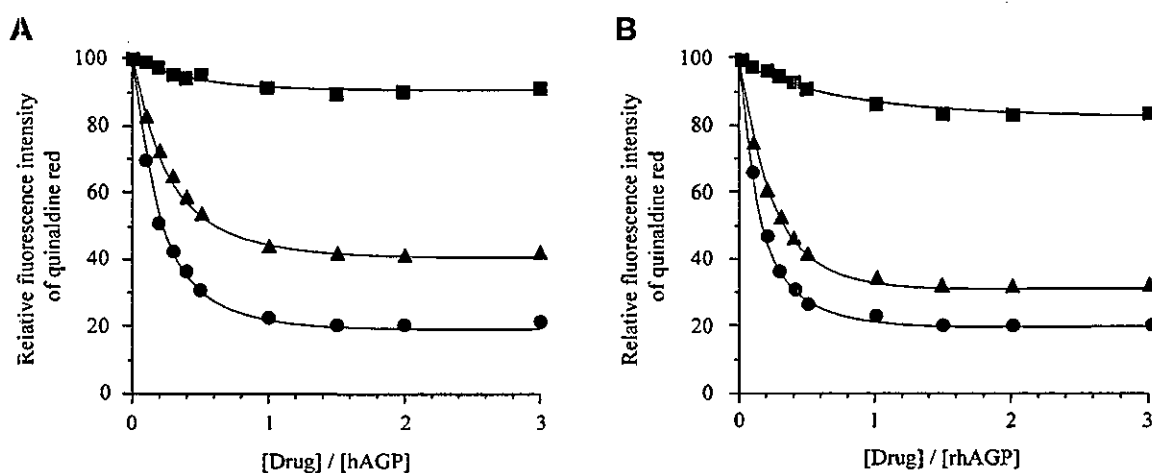 A
B
Relative fluorescence intensity
of quinaldine red
100
80
60
40
20
0
0
1
2
3
[Drug] / [hAGP]
Relative fluorescence intensity
of quinaldine red
100
80
60
40
20
0
0
1
2
3
[Drug] / [rhAGP]